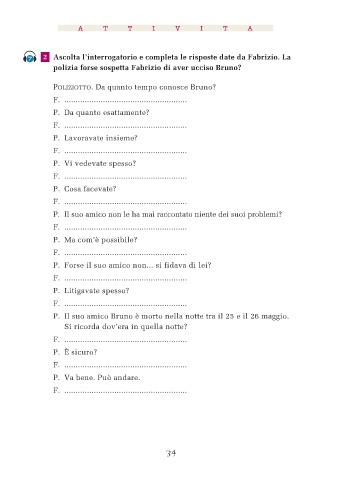 A T T I V I T A
7 2 Ascolta l'interrogatorio e completa le risposte date da Fabrizio. La
polizia forse sospetta Fabrizio di aver ucciso Bruno?
POLIZIOTTO. Da quanto tempo conosce Bruno?
F. ......................................................
P. Da quanto esattamente?
F. ......................................................
P. Lavoravate insieme?
F. ......................................................
P. Vi vedevate spesso?
F. ......................................................
P. Cosa facevate?
F. ......................................................
P. Il suo amico non le ha mai raccontato niente dei suoi problemi?
F. ......................................................
P. Ma com'è possibile?
F. ......................................................
P. Forse il suo amico non... si fidava di lei?
F. ......................................................
P. Litigavate spesso?
F. ......................................................
P. Il suo amico Bruno è morto nella notte tra il 25 e il 26 maggio.
Si ricorda dov'era in quella notte?
F. ......................................................
P. È sicuro?
F. ......................................................
P. Va bene. Può andare.
F. ......................................................
34